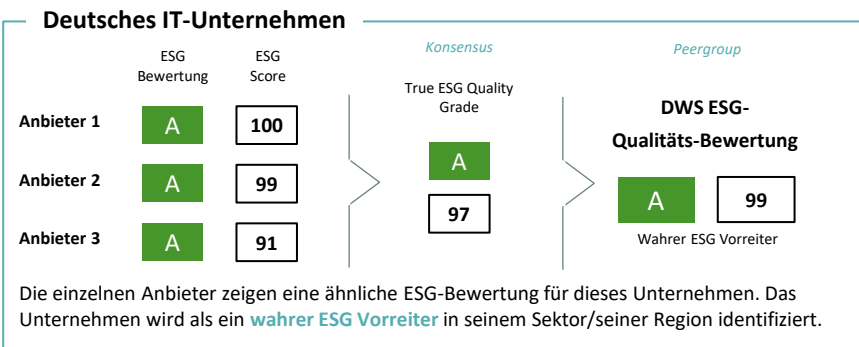 Deutsches IT-Unternehmen
ESG
Bewertung
ESG
Score
Konsensus
Peergroup
True ESG Quality
Grade
DWS ESG-
Qualitäts-Bewertung
Anbieter 1
A
100
Anbieter 2
A
99
Anbieter 3
A
91
A
97
A
99
Wahrer ESG Vorreiter
Die einzelnen Anbieter zeigen eine ähnliche ESG-Bewertung für dieses Unternehmen. Das
Unternehmen wird als ein wahrer ESG Vorreiter in seinem Sektor/seiner Region identifiziert.